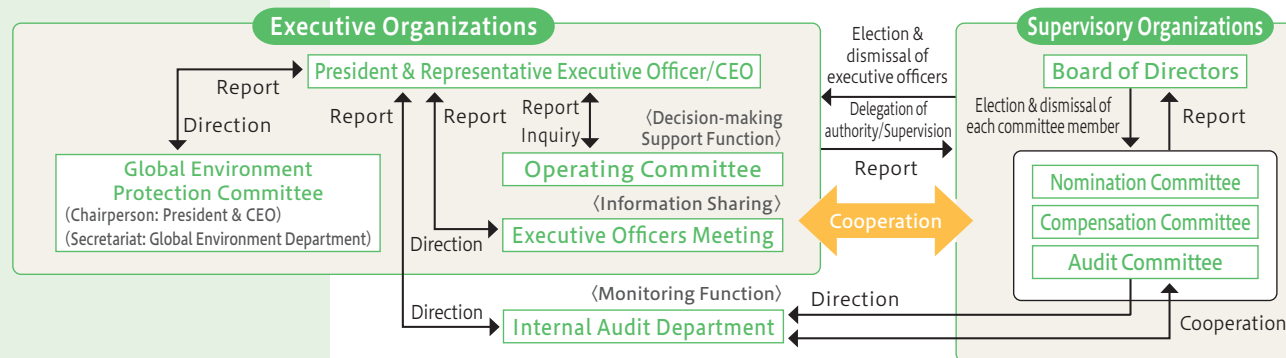 Executive Organizations
President & Representative Executive Officer/CEO
Report
Direction
Report
Report
Report
Inquiry
〈Decision-making
Support Function〉
Global Environment
Protection Committee
(Chairperson: President & CEO)
(Secretariat: Global Environment Department)
Operating Committee
〈Information Sharing〉
Direction
Executive Officers Meeting
〈Monitoring Function〉
Direction
Internal Audit Department
Election &
dismissal of
executive officers
Delegation of
authority/Supervision
Report
Cooperation
Direction
Supervisory Organizations
Board of Directors
Election & dismissal of
each committee member
Report
Nomination Committee
Compensation Committee
Audit Committee
Cooperation